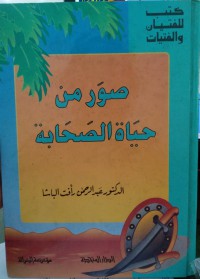 كتب
للفتيان
والفتيات
صور من
حياة الصحابة
الدكتور عبد الرحمن رأفت الباشا